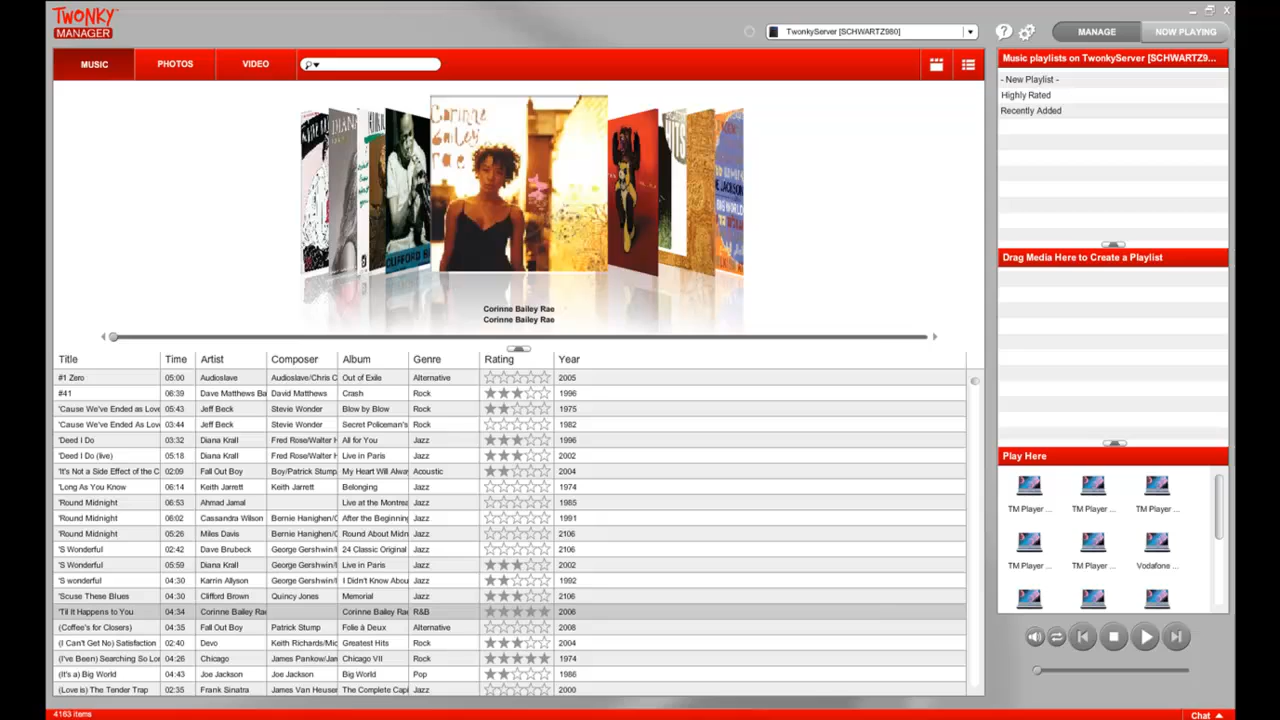 TWONKY™
MANAGER
TwonkyServer [SCHWARTZ980]
?
MANAGE
NOW PLAYING
MUSIC
PHOTOS
VIDEO
Corinne
Bailey
rae
DIANA
CLIFFORD
HITS
JOE JACKSON
BIG WORLD
Corinne Bailey Rae
Corinne Bailey Rae
Title Time Artist Composer Album Genre Rating Year
#1 Zero 05:00 Audioslave Audioslave/Chris C Out of Exile Alternative 2005
#41 06:39 Dave Matthews Ba David Matthews Crash Rock 1996
'Cause We've Ended as Love 05:43 Jeff Beck Stevie Wonder Blow by Blow Rock 1975
'Cause We've Ended As Lov 03:44 Jeff Beck Stevie Wonder Secret Policeman's Rock 1982
'Deed I Do 03:32 Diana Krall Fred Rose/Walter H All for You Jazz 1996
'Deed I Do (live) 05:18 Diana Krall Fred Rose/Walter H Live in Paris Jazz 2002
'It's Not a Side Effect of the C 02:09 Fall Out Boy Boy/Patrick Stump, My Heart Will Alwa Acoustic 2004
'Long As You Know 06:14 Keith Jarrett Keith Jarrett Belonging Jazz 1974
'Round Midnight 06:53 Ahmad Jamal Live at the Montrea Jazz 1985
'Round Midnight 06:02 Cassandra Wilson Bernie Hanighen/C After the Beginning Jazz 1991
'Round Midnight 05:26 Miles Davis Bernie Hanighen/C Round About Midn Jazz 2106
'S Wonderful 02:42 Dave Brubeck George Gershwin/I 24 Classic Original Jazz 2106
'S Wonderful 05:59 Diana Krall George Gershwin/I Live in Paris Jazz 2002
'S wonderful 04:30 Karrin Allyson George Gershwin/I I Didn't Know Abou Jazz 1992
'Scuse These Blues 04:30 Clifford Brown Quincy Jones Memorial Jazz 2106
'Til It Happens to You 04:34 Corinne Bailey Rae Corinne Bailey Rae R&B 2006
(Coffee's for Closers) 04:35 Fall Out Boy Patrick Stump Folie à Deux Alternative 2008
(I Can't Get No) Satisfaction 02:40 Devo Keith Richards/Mic Greatest Hits Rock 2004
(I've Been) Searching So Lon 04:26 Chicago James Pankow/Jan Chicago VII Rock 1974
(It's a) Big World 04:43 Joe Jackson Joe Jackson Big World Pop 1986
(Love is) The Tender Trap 02:35 Frank Sinatra James Van Heuser The Complete Capi Jazz 2000
4163 items
Music playlists on TwonkyServer [SCHWARTZ9...
- New Playlist -
Highly Rated
Recently Added
Drag Media Here to Create a Playlist
Play Here
TM Player ... TM Player ... TM Player ...
TM Player ... TM Player ... Vodafone ...
Chat